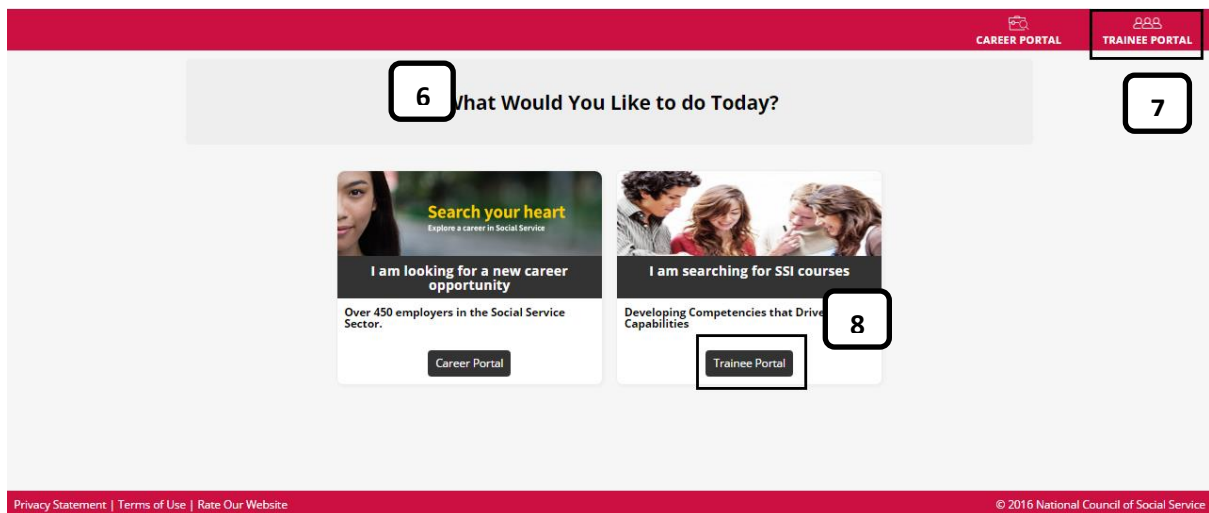 CAREER PORTAL
TRAINEE PORTAL
6
What Would You Like to do Today?
7
Search your heart
Explore a career in Social Service
I am looking for a new career
opportunity
I am searching for SSI courses
Over 450 employers in the Social Service
Sector.
Developing Competencies that Drive
Capabilities
8
Career Portal
Trainee Portal
Privacy Statement | Terms of Use | Rate Our Website
© 2016 National Council of Social Service